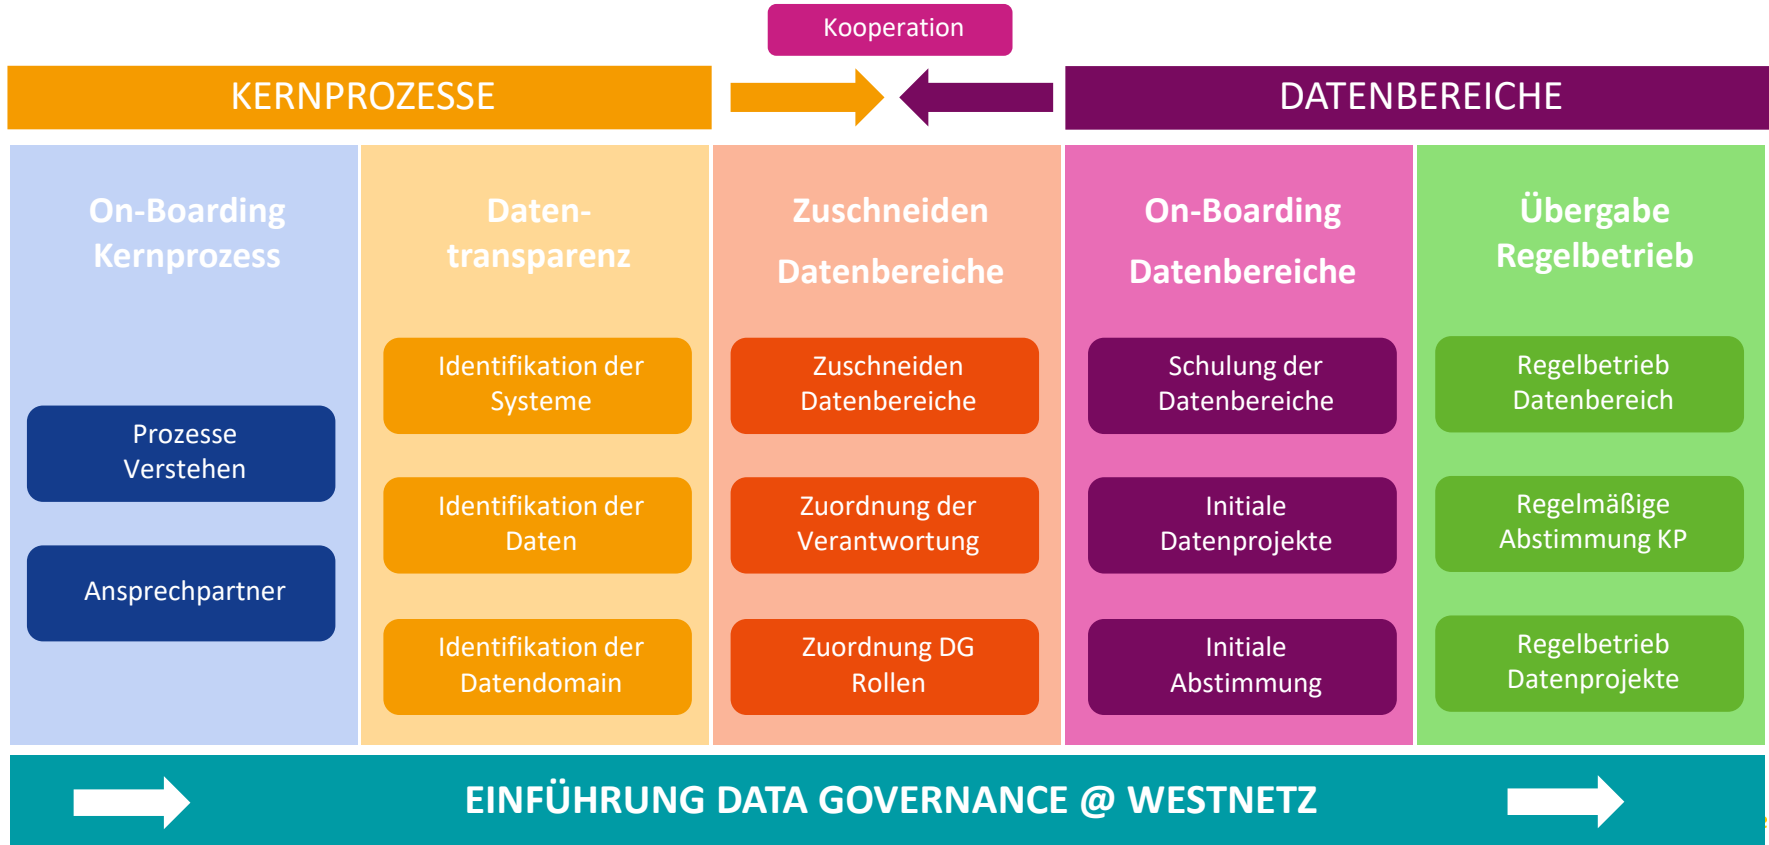 Kooperation
KERNPROZESSE
DATENBEREICHE
On-Boarding
Kernprozess
Prozesse
Verstehen
Ansprechpartner
Daten-
transparenz
Identifikation der
Systeme
Identifikation der
Daten
Identifikation der
Datendomain
Zuschneiden
Datenbereiche
Zuschneiden
Datenbereiche
Zuordnung der
Verantwortung
Zuordnung DG
Rollen
On-Boarding
Datenbereiche
Schulung der
Datenbereiche
Initiale
Datenprojekte
Initiale
Abstimmung
Übergabe
Regelbetrieb
Regelbetrieb
Datenbereich
Regelmäßige
Abstimmung KP
Regelbetrieb
Datenprojekte
EINFÜHRUNG DATA GOVERNANCE @ WESTNETZ